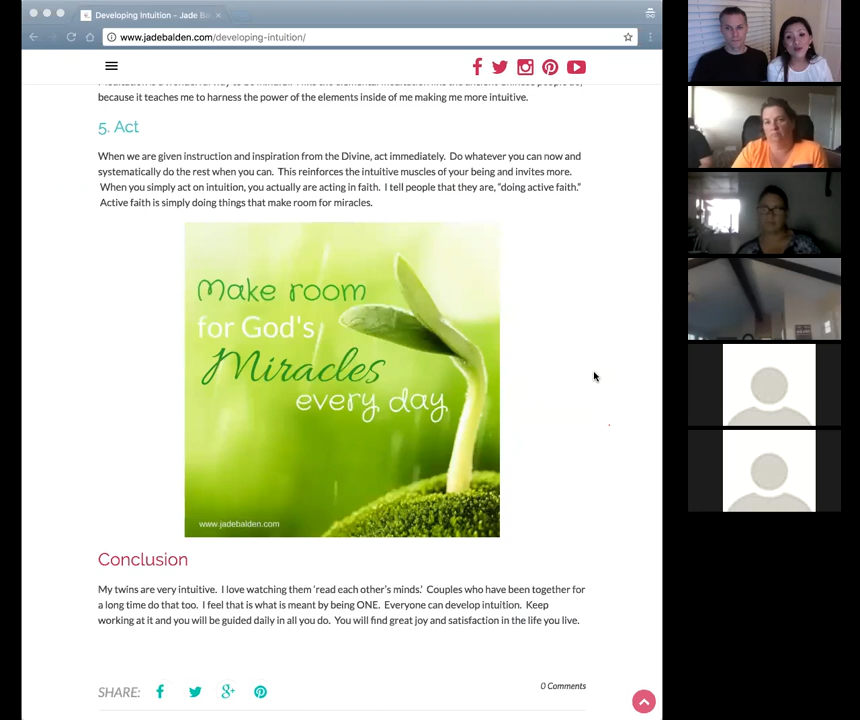 Developing Intuition - Jade Ba
www.jadebalden.com/developing-intuition/
because it teaches me to harness the power of the elements inside of me making me more intuitive.
5. Act
When we are given instruction and inspiration from the Divine, act immediately. Do whatever you can now and
systematically do the rest when you can. This reinforces the intuitive muscles of your being and invites more.
When you simply act on intuition, you actually are acting in faith. I tell people that they are, "doing active faith."
Active faith is simply doing things that make room for miracles.
Make room
for God's
Miracles
every day
www.jadebalden.com
Conclusion
My twins are very intuitive. I love watching them 'read each other's minds.' Couples who have been together for
a long time do that too. I feel that is what is meant by being ONE. Everyone can develop intuition. Keep
working at it and you will be guided daily in all you do. You will find great joy and satisfaction in the life you live.
SHARE:
0 Comments